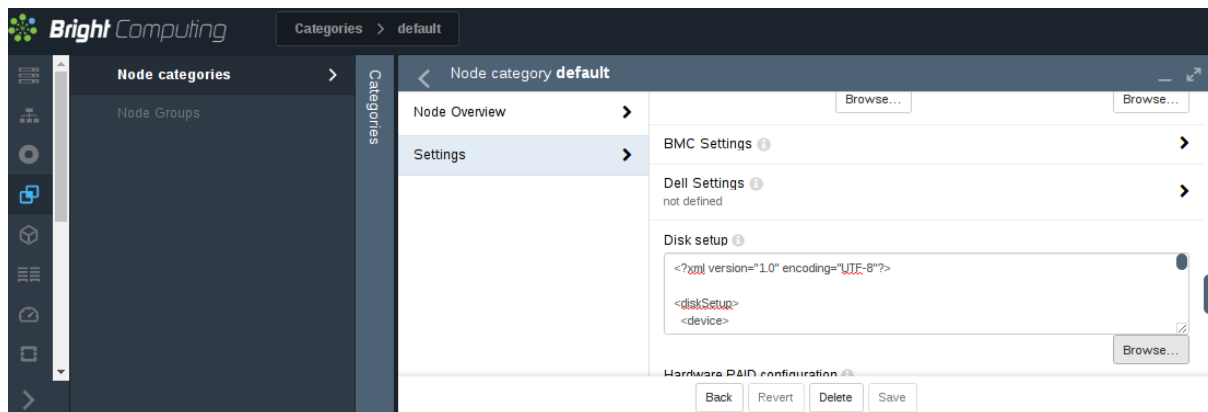 Bright Computing
Categories > default
Node categories
Node Groups
Categories
Node category default
Node Overview
Settings
Browse...
Browse...
BMC Settings
Dell Settings
not defined
Disk setup
<?xml version="1.0" encoding="UTF-8"?>
<diskSetup>
<device>
Browse...
Hardware RAID configuration
Back
Revert
Delete
Save